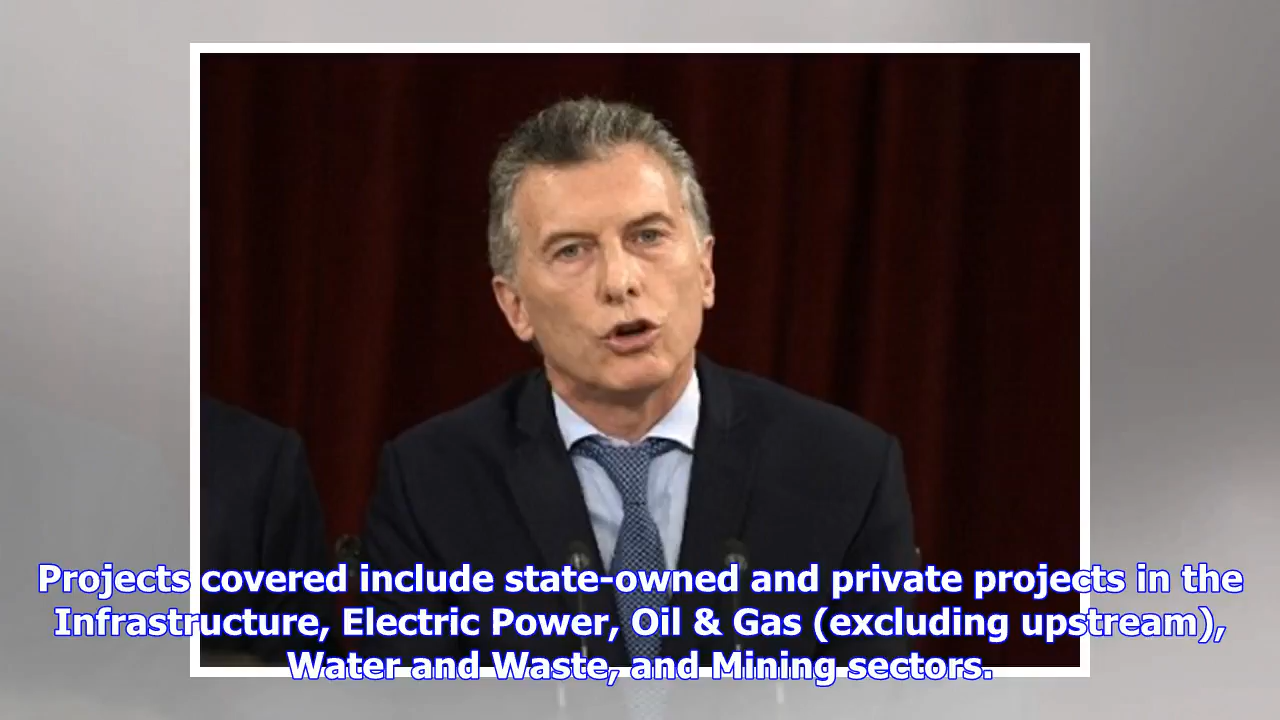 Projects covered include state-owned and private projects in the
Infrastructure, Electric Power, Oil & Gas (excluding upstream),
Water and Waste, and Mining sectors.